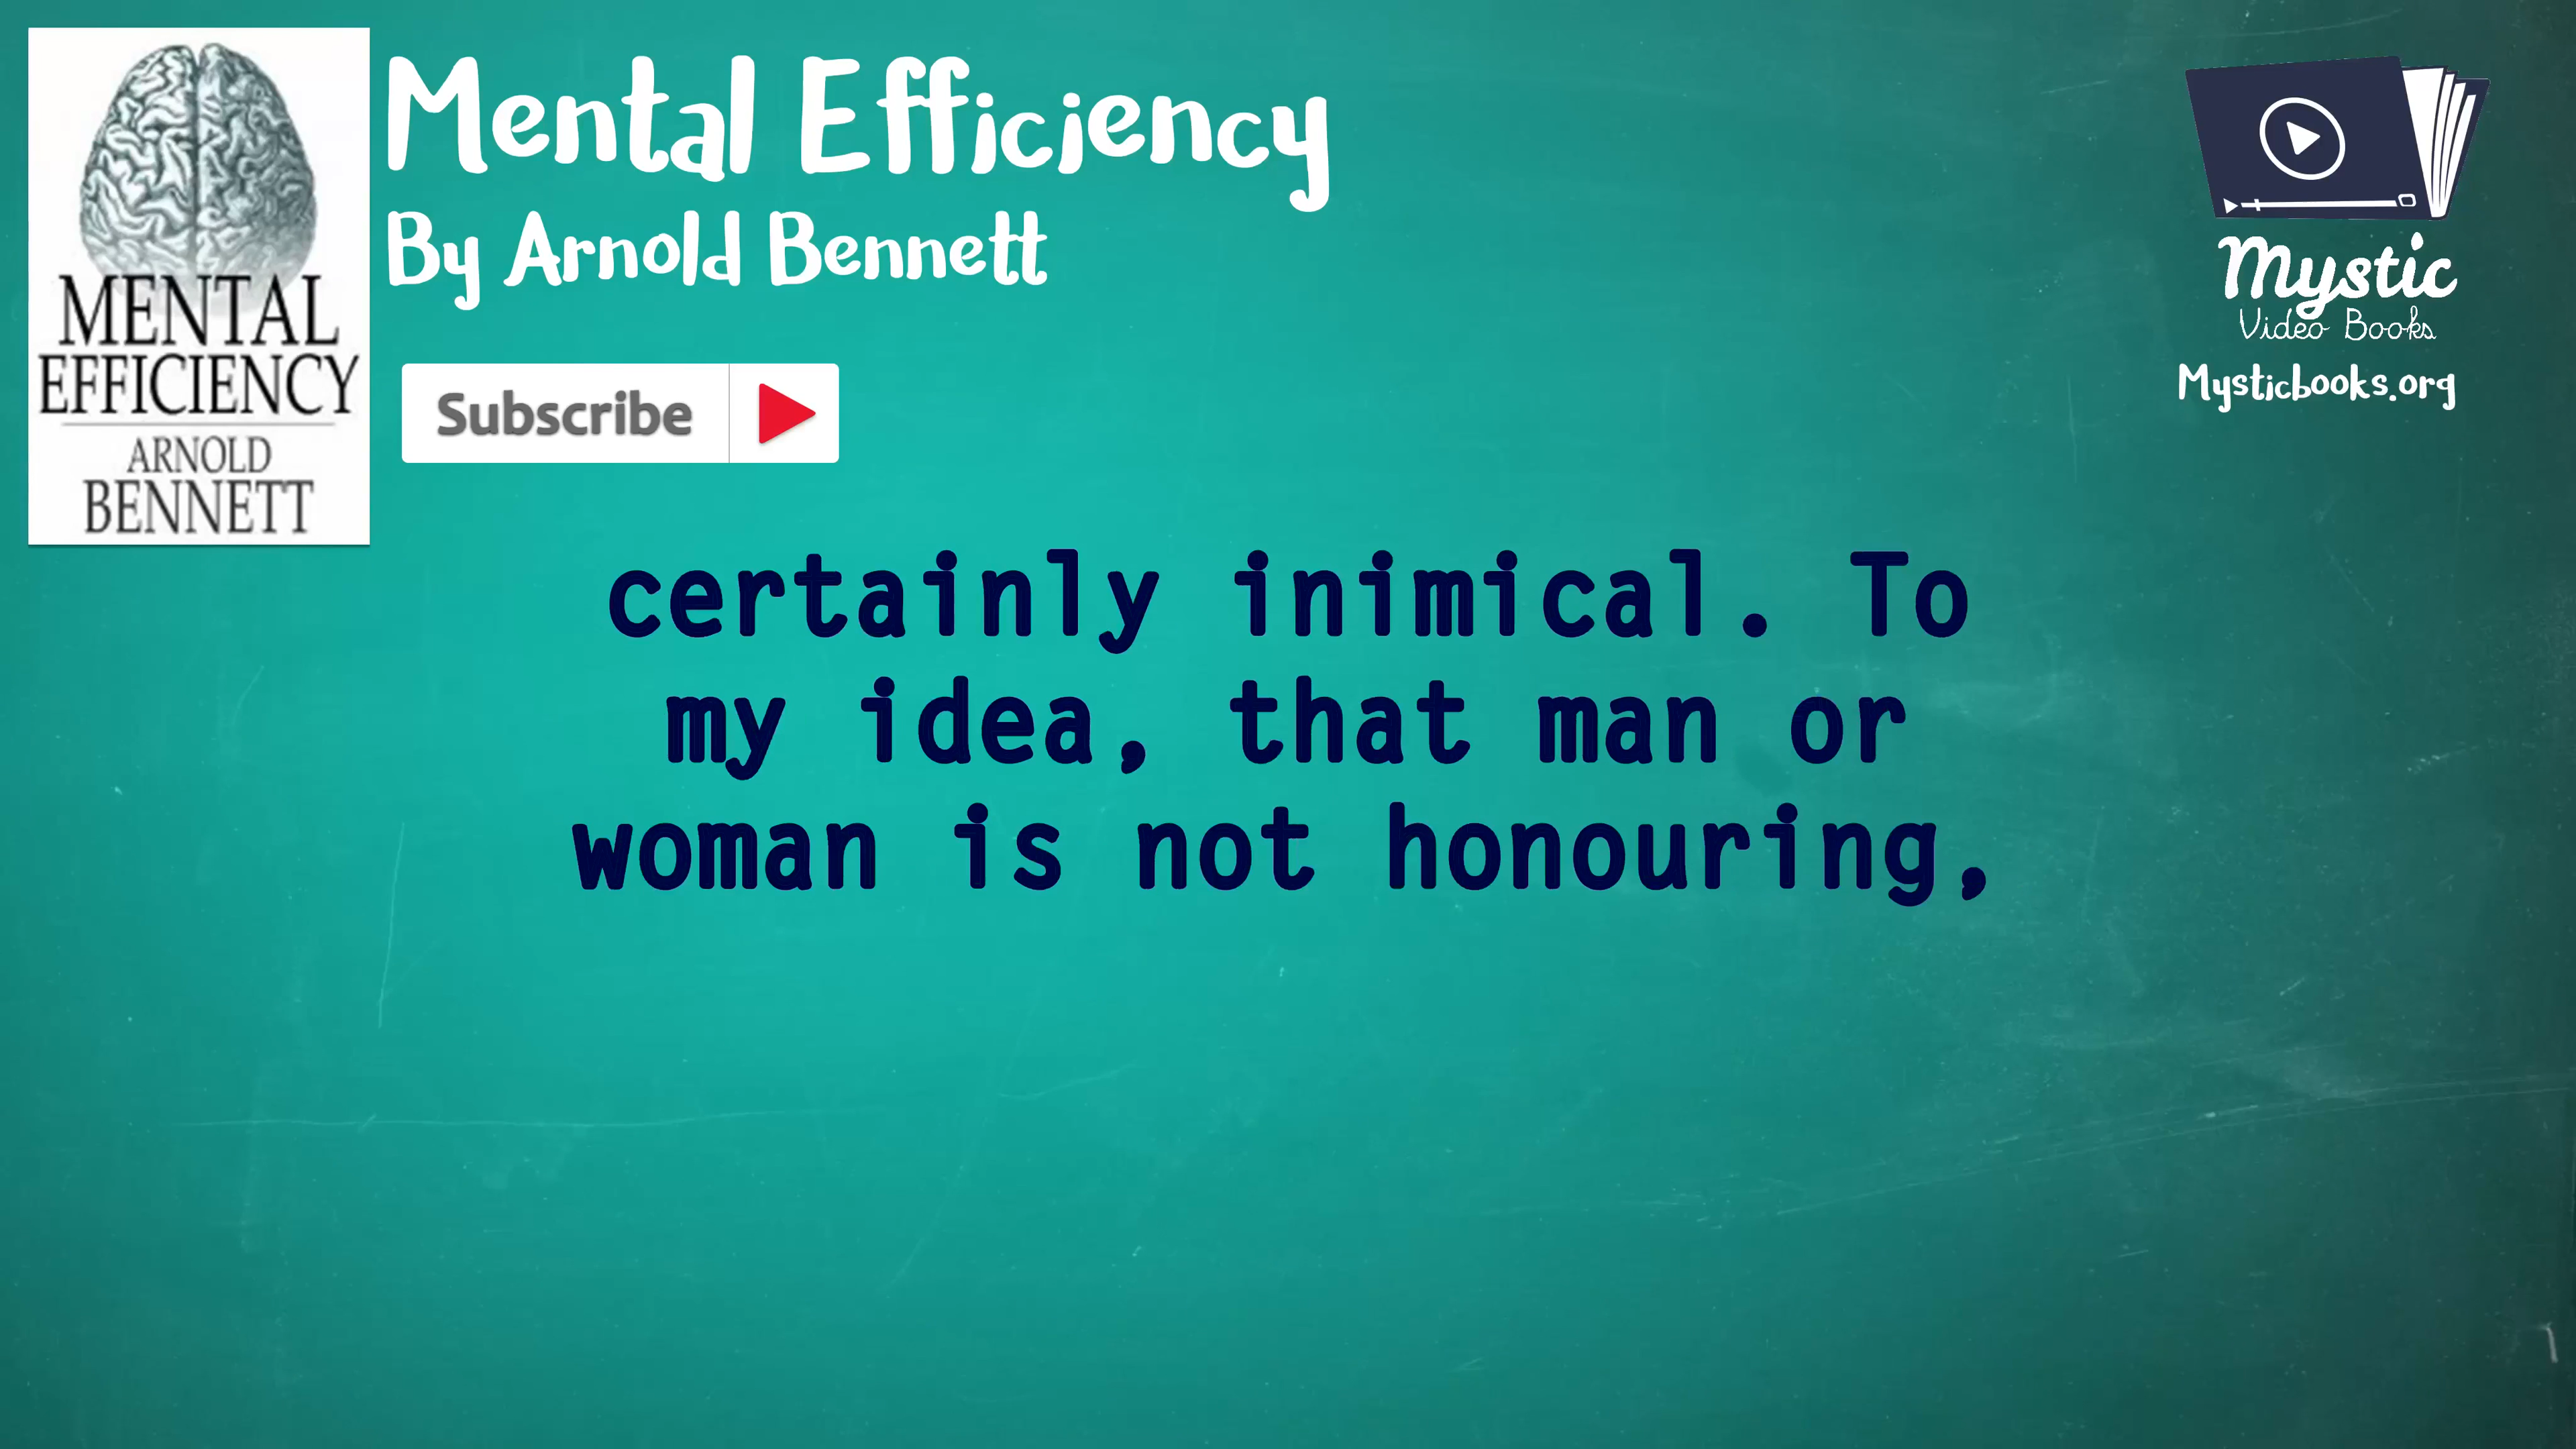 MENTAL
EFFICIENCY
ARNOLD
BENNETT
Mental Efficiency
By Arnold Bennett
Subscribe
Mystic
Video Books
Mysticbooks.org
certainly inimical. To
my idea, that man or
woman is not honouring,